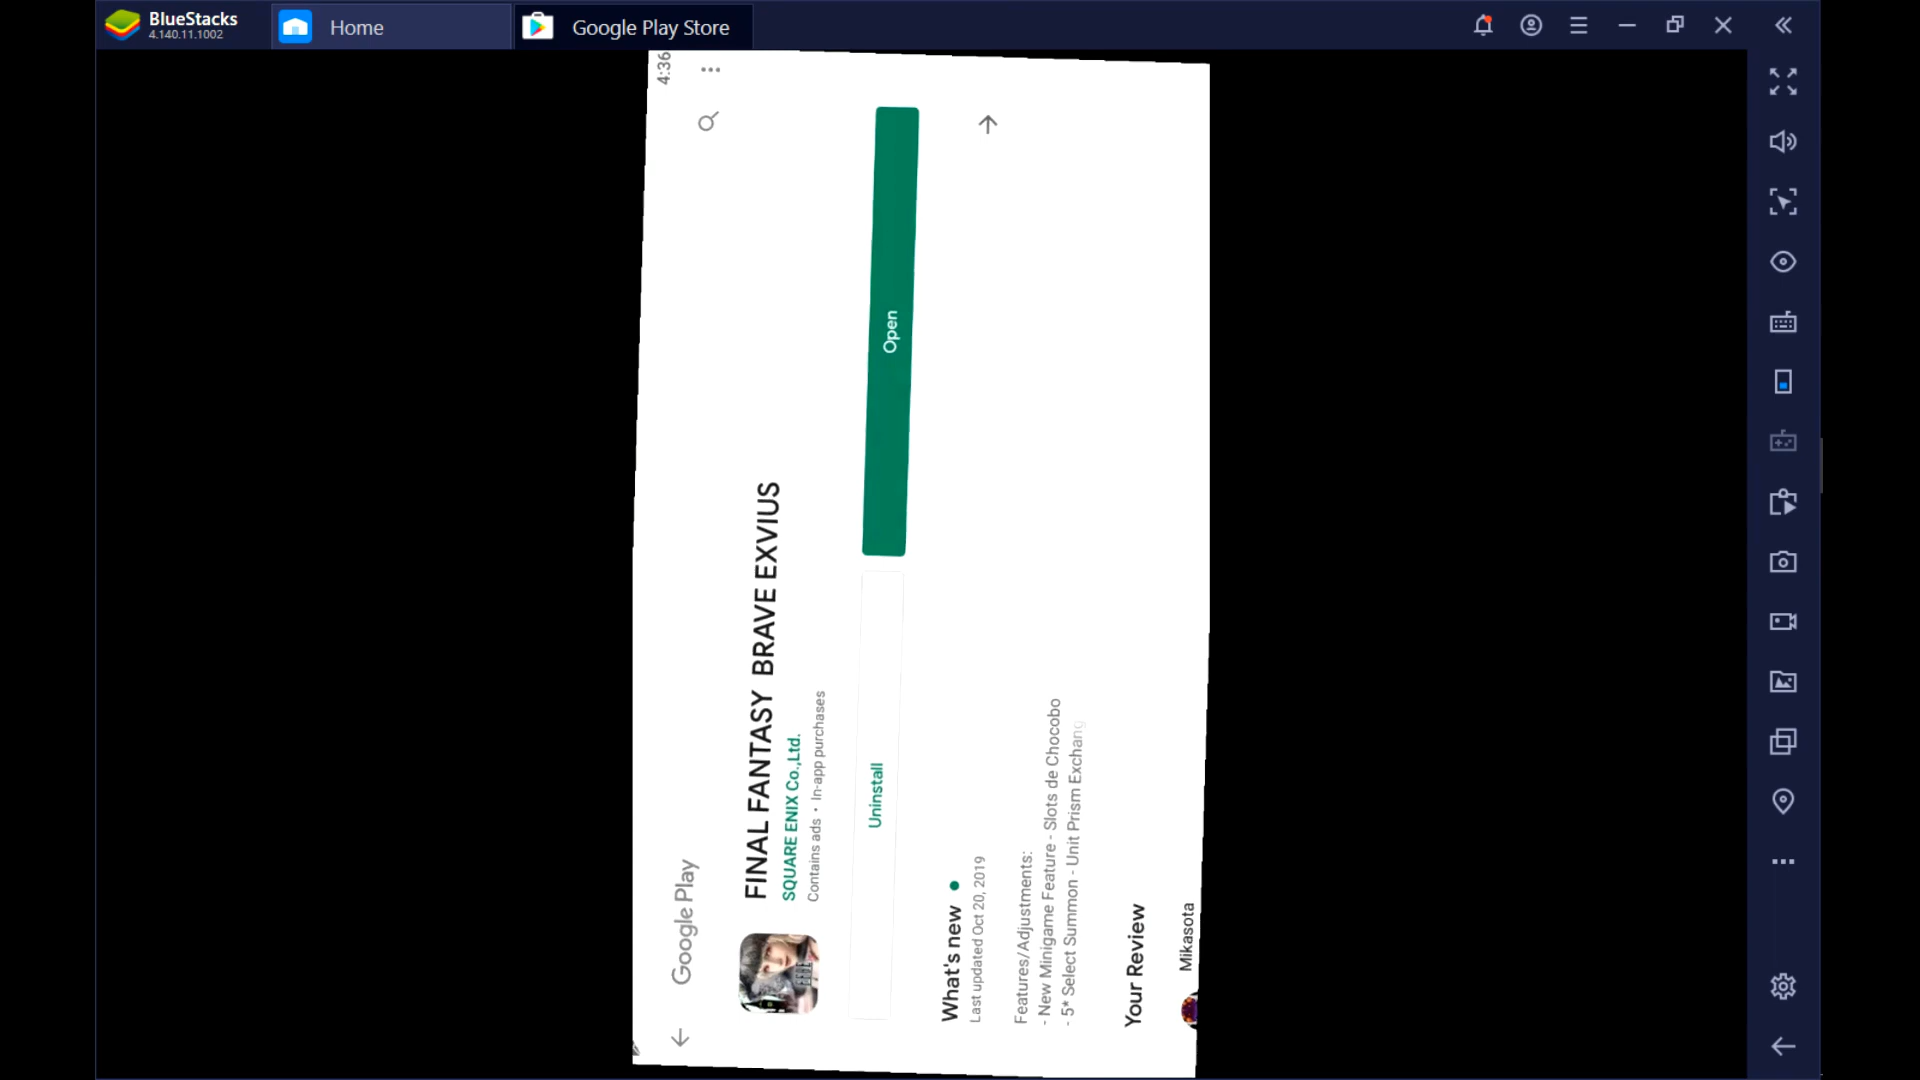 BlueStacks
4.140.11.1002
Home
Google Play Store
4:36
Google Play
FINAL FANTASY BRAVE EXVIUS
SQUARE ENIX Co.,Ltd.
Contains ads • In-app purchases
Uninstall
Open
What's new
Last updated Oct 20, 2019
Features/Adjustments:
- New Minigame Feature - Slots de Chocobo
- 5* Select Summon - Unit Prism Exchang
Your Review
Mikasota